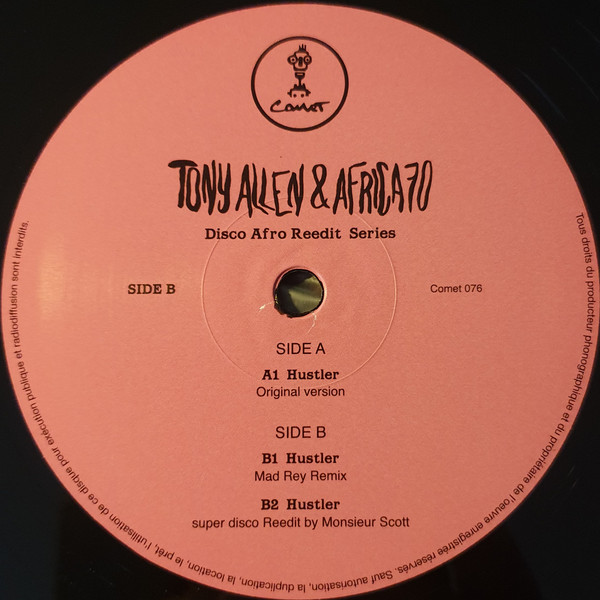 Comet
TONY ALLEN & AFRICA 70
Disco Afro Reedit Series
SIDE B
Comet 076
SIDE A
A1 Hustler
Original version
SIDE B
B1 Hustler
Mad Rey Remix
B2 Hustler
super disco Reedit by Monsieur Scott
Tous droits du producteur phonographique et du propriétaire de l'oeuvre enregistrée réservés. Sauf autorisation, la duplication, la location, le prêt, l'utilisation de ce disque pour exécution publique et radiodiffusion sont interdits.